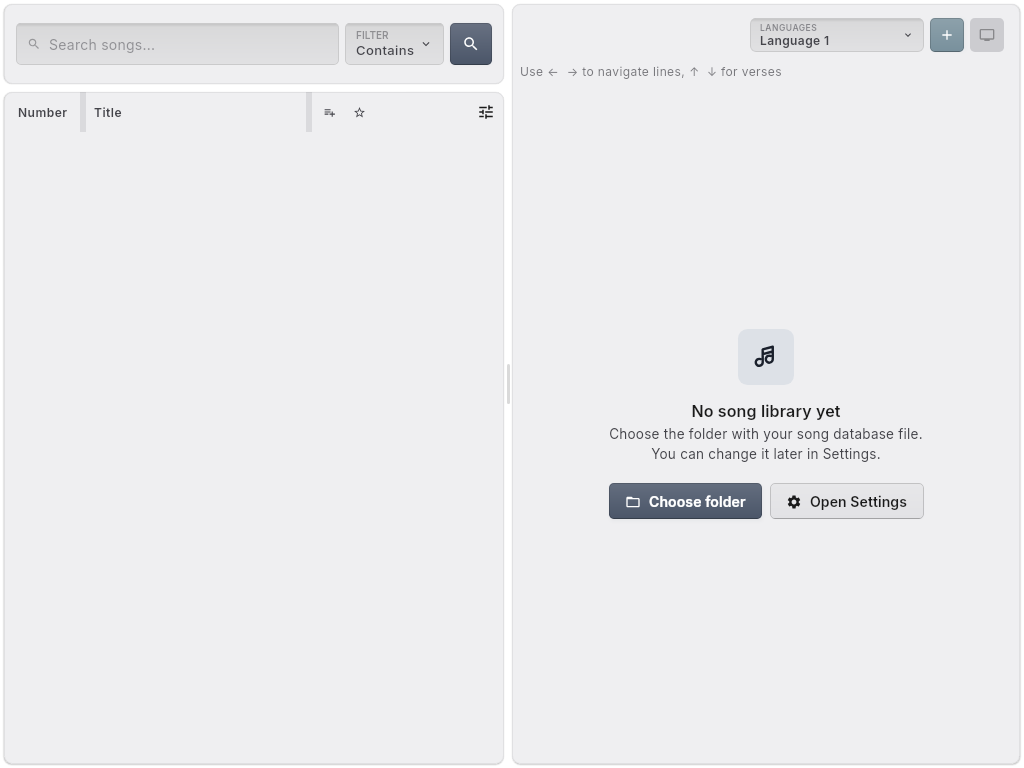 Search songs...
FILTER
Contains
LANGUAGES
Language 1
Use ← → to navigate lines, ↑ ↓ for verses
Number
Title
No song library yet
Choose the folder with your song database file.
You can change it later in Settings.
Choose folder
Open Settings